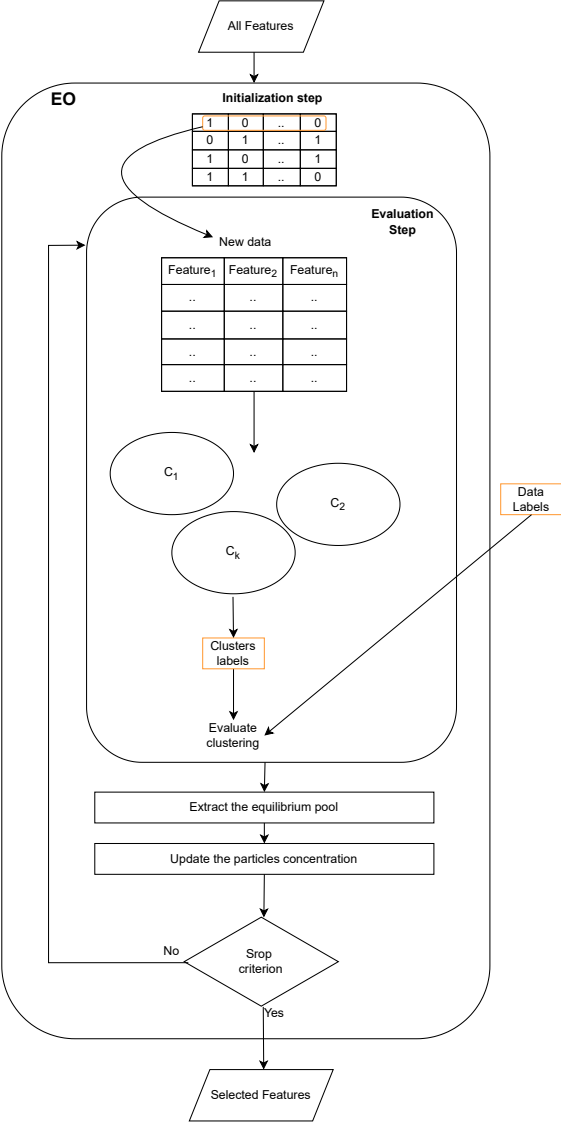 All Features
EO
Initialization step
1 0 .. 0
0 1 .. 1
1 0 .. 1
1 1 .. 0
Evaluation
Step
New data
Feature1 Feature2 Featuren
.. .. ..
.. .. ..
.. .. ..
.. .. ..
C1
C2
Ck
Data
Labels
Clusters
labels
Evaluate
clustering
Extract the equilibrium pool
Update the particles concentration
No
Srop
criterion
Yes
Selected Features